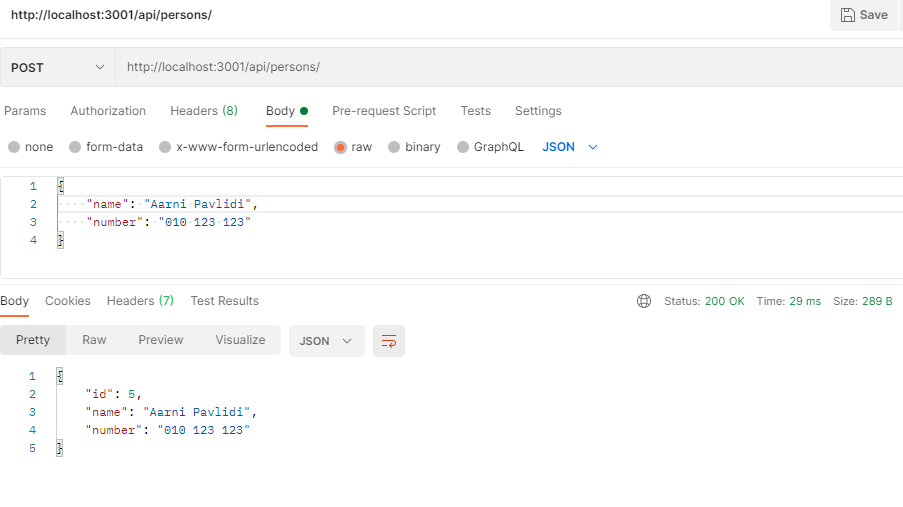 http://localhost:3001/api/persons/ Save
POST http://localhost:3001/api/persons/
Params Authorization Headers (8) Body Pre-request Script Tests Settings
none form-data x-www-form-urlencoded raw binary GraphQL JSON
1 {
2 "name": "Aarni Pavlidi",
3 "number": "010 123 123"
4 }
Body Cookies Headers (7) Test Results Status: 200 OK Time: 29 ms Size: 289 B
Pretty Raw Preview Visualize JSON
1 {
2 "id": 5,
3 "name": "Aarni Pavlidi",
4 "number": "010 123 123"
5 }